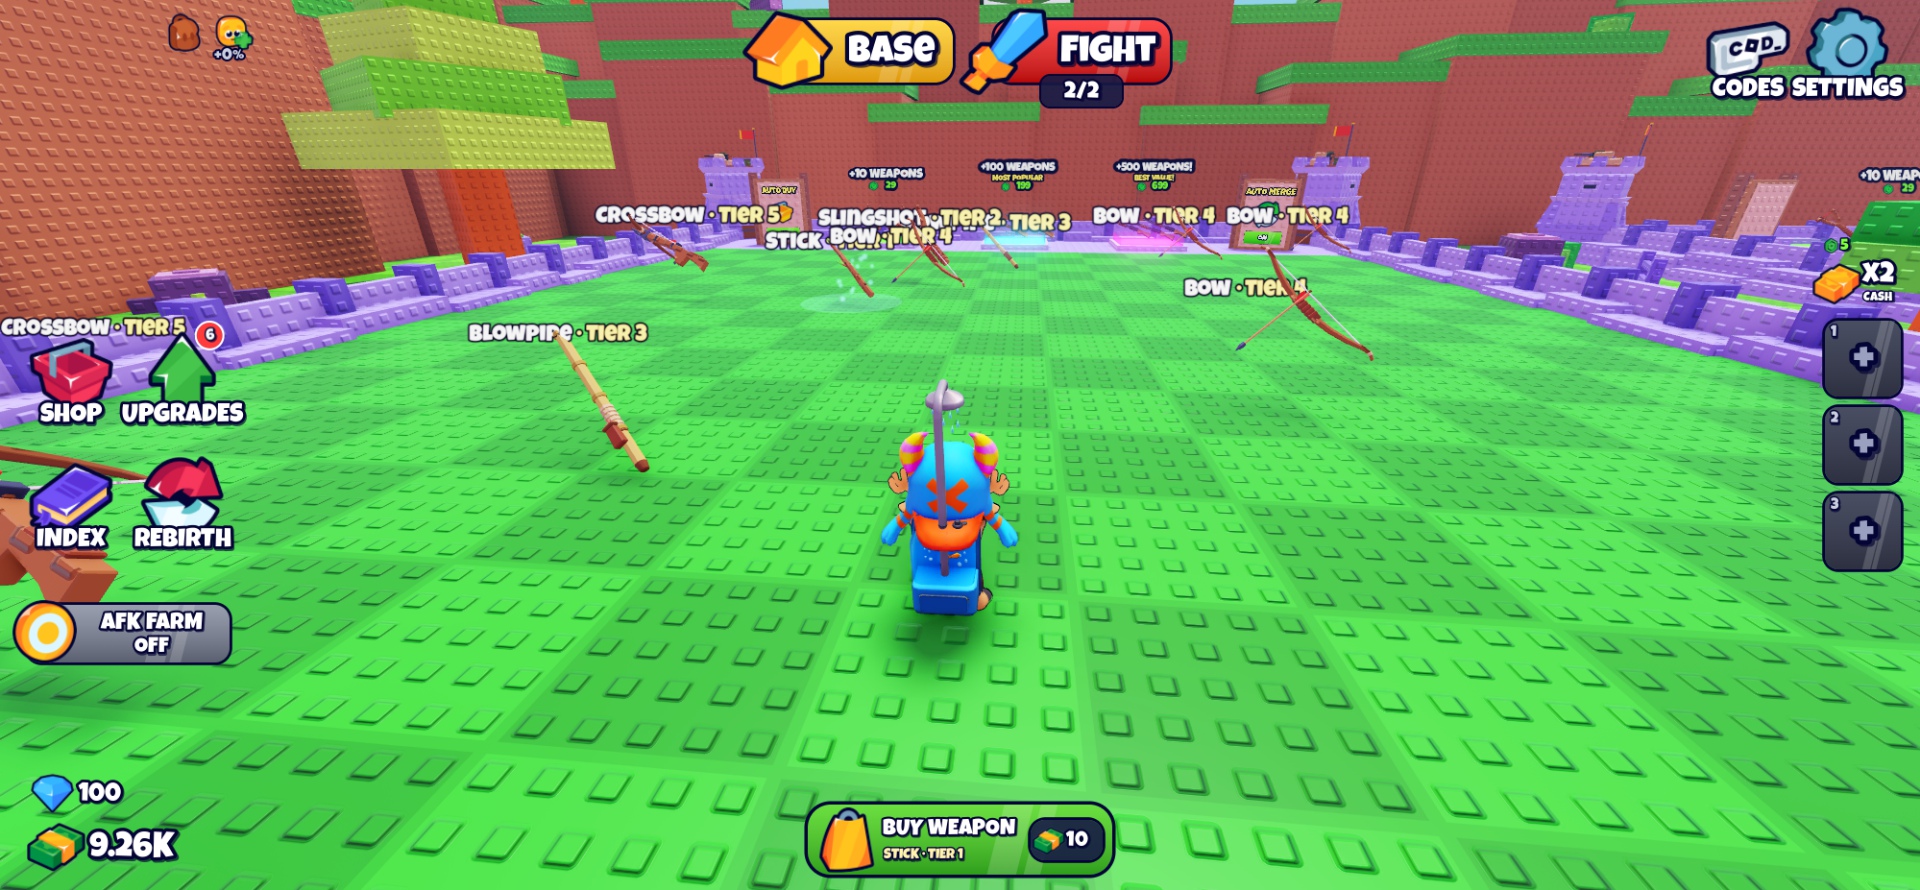 +0%
BASE
FIGHT
2/2
CODES
SETTINGS
+10 WEAPONS
29
+100 WEAPONS
MOST POPULAR
199
+500 WEAPONS!
BEST VALUE!
699
+10 WEAP
29
AUTO BUY
AUTO MERGE
ON
CROSSBOW · TIER 5
SLINGSHOT · TIER 2
TIER 3
STICK
BOW · TIER 4
BOW · TIER 4
BOW · TIER 4
BOW · TIER 4
BLOWPIPE · TIER 3
CROSSBOW · TIER 5
6
SHOP
UPGRADES
INDEX
REBIRTH
AFK FARM
OFF
5
X2
CASH
1
2
3
100
9.26K
BUY WEAPON
STICK · TIER 1
10